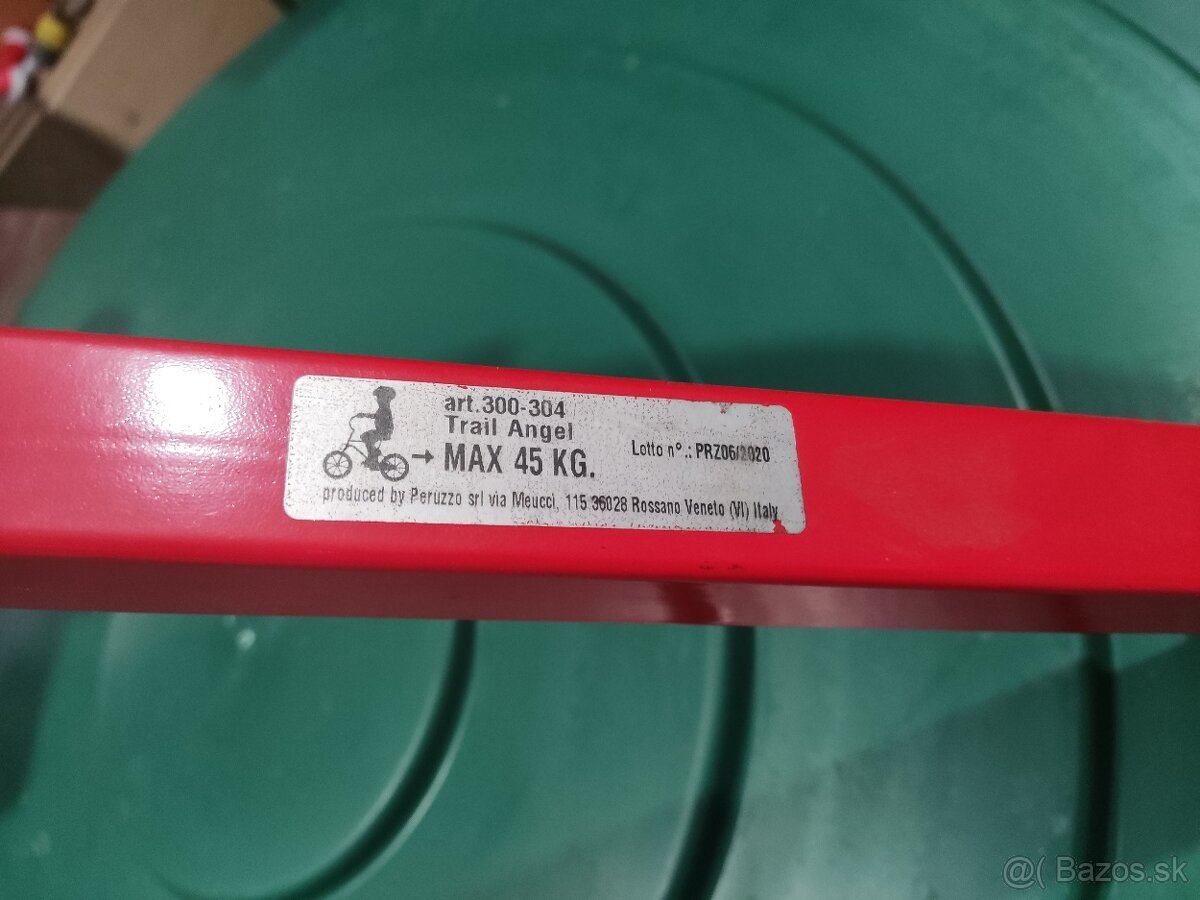 art.300-304
Trail Angel
MAX 45 KG.
Lotto n° .: PRZ06/2020
produced by Peruzzo srl via Meucci, 115 36028 Rossano Veneto (VI) Italy
@( Bazos.sk